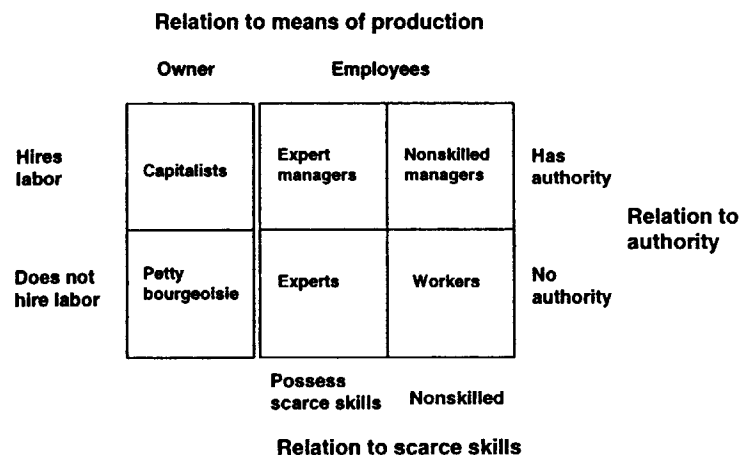 Relation to means of production
Owner
Employees
Hires
labor
Capitalists
Expert
managers
Nonskilled
managers
Has
authority
Relation to
authority
Does not
hire labor
Petty
bourgeoisie
Experts
Workers
No
authority
Possess
scarce skills
Nonskilled
Relation to scarce skills